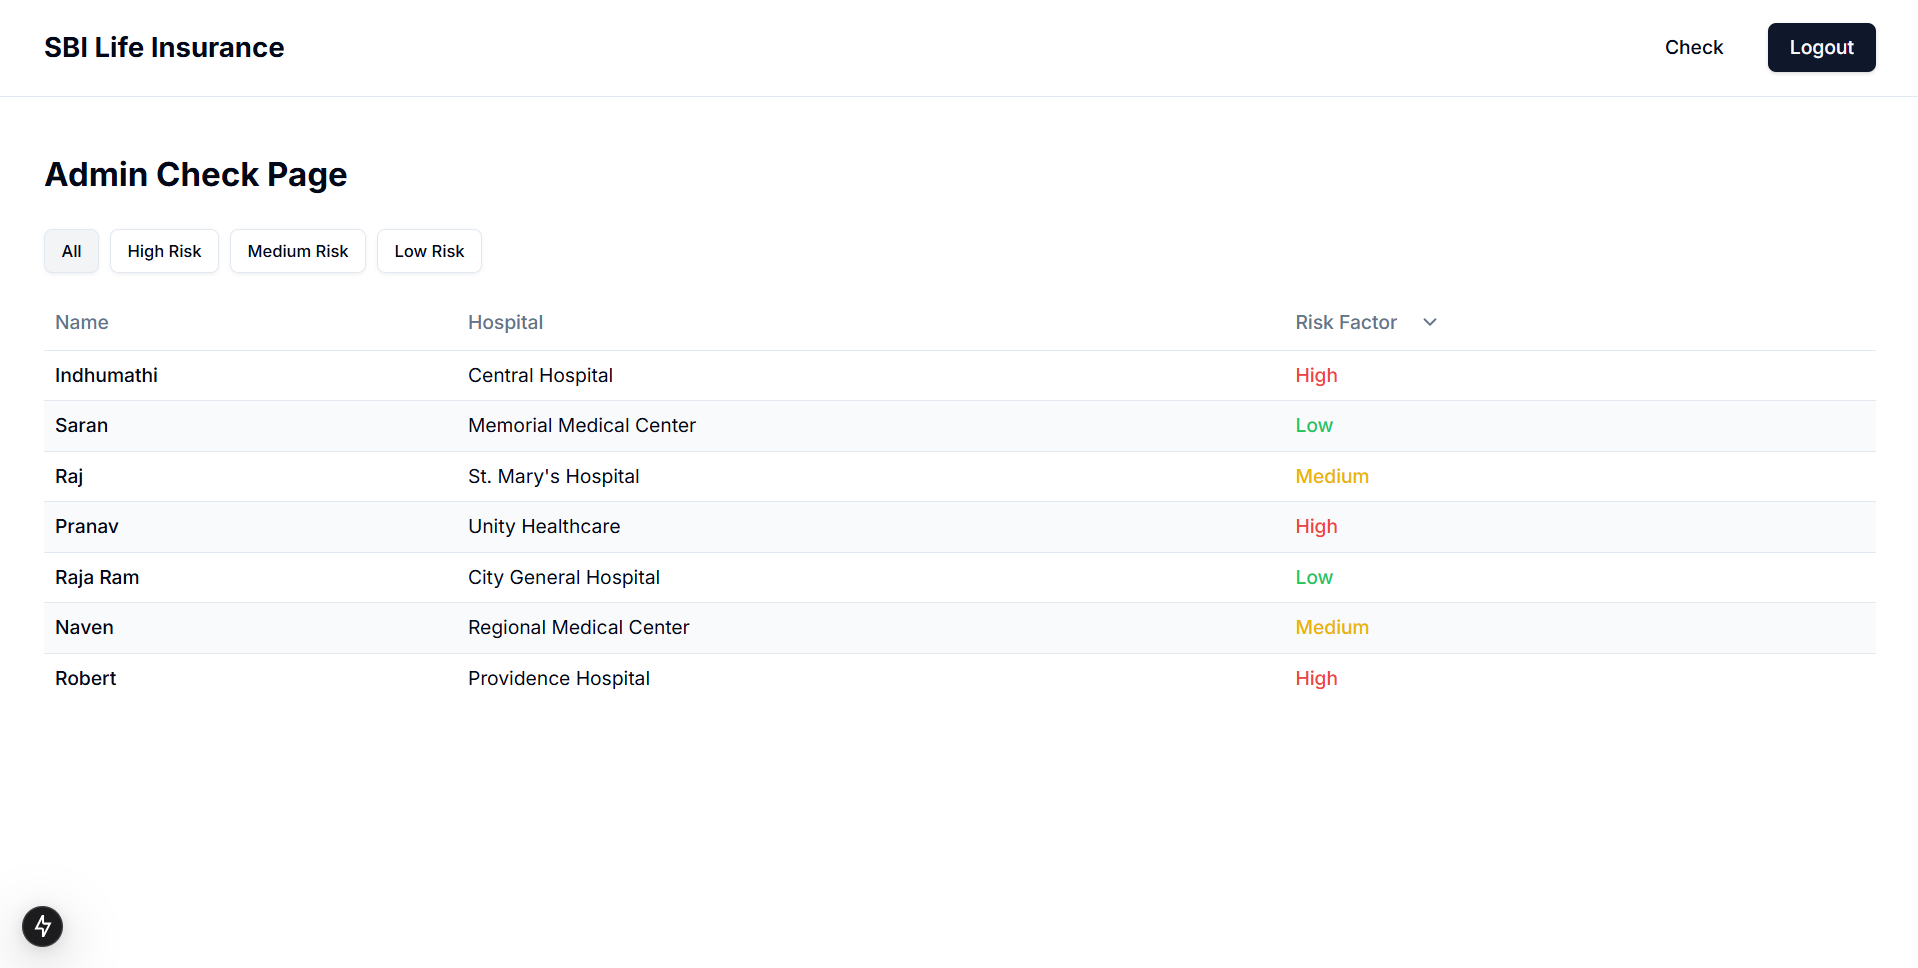 SBI Life Insurance Check Logout
Admin Check Page
All High Risk Medium Risk Low Risk
Name Hospital Risk Factor
Indhumathi Central Hospital High
Saran Memorial Medical Center Low
Raj St. Mary's Hospital Medium
Pranav Unity Healthcare High
Raja Ram City General Hospital Low
Naven Regional Medical Center Medium
Robert Providence Hospital High